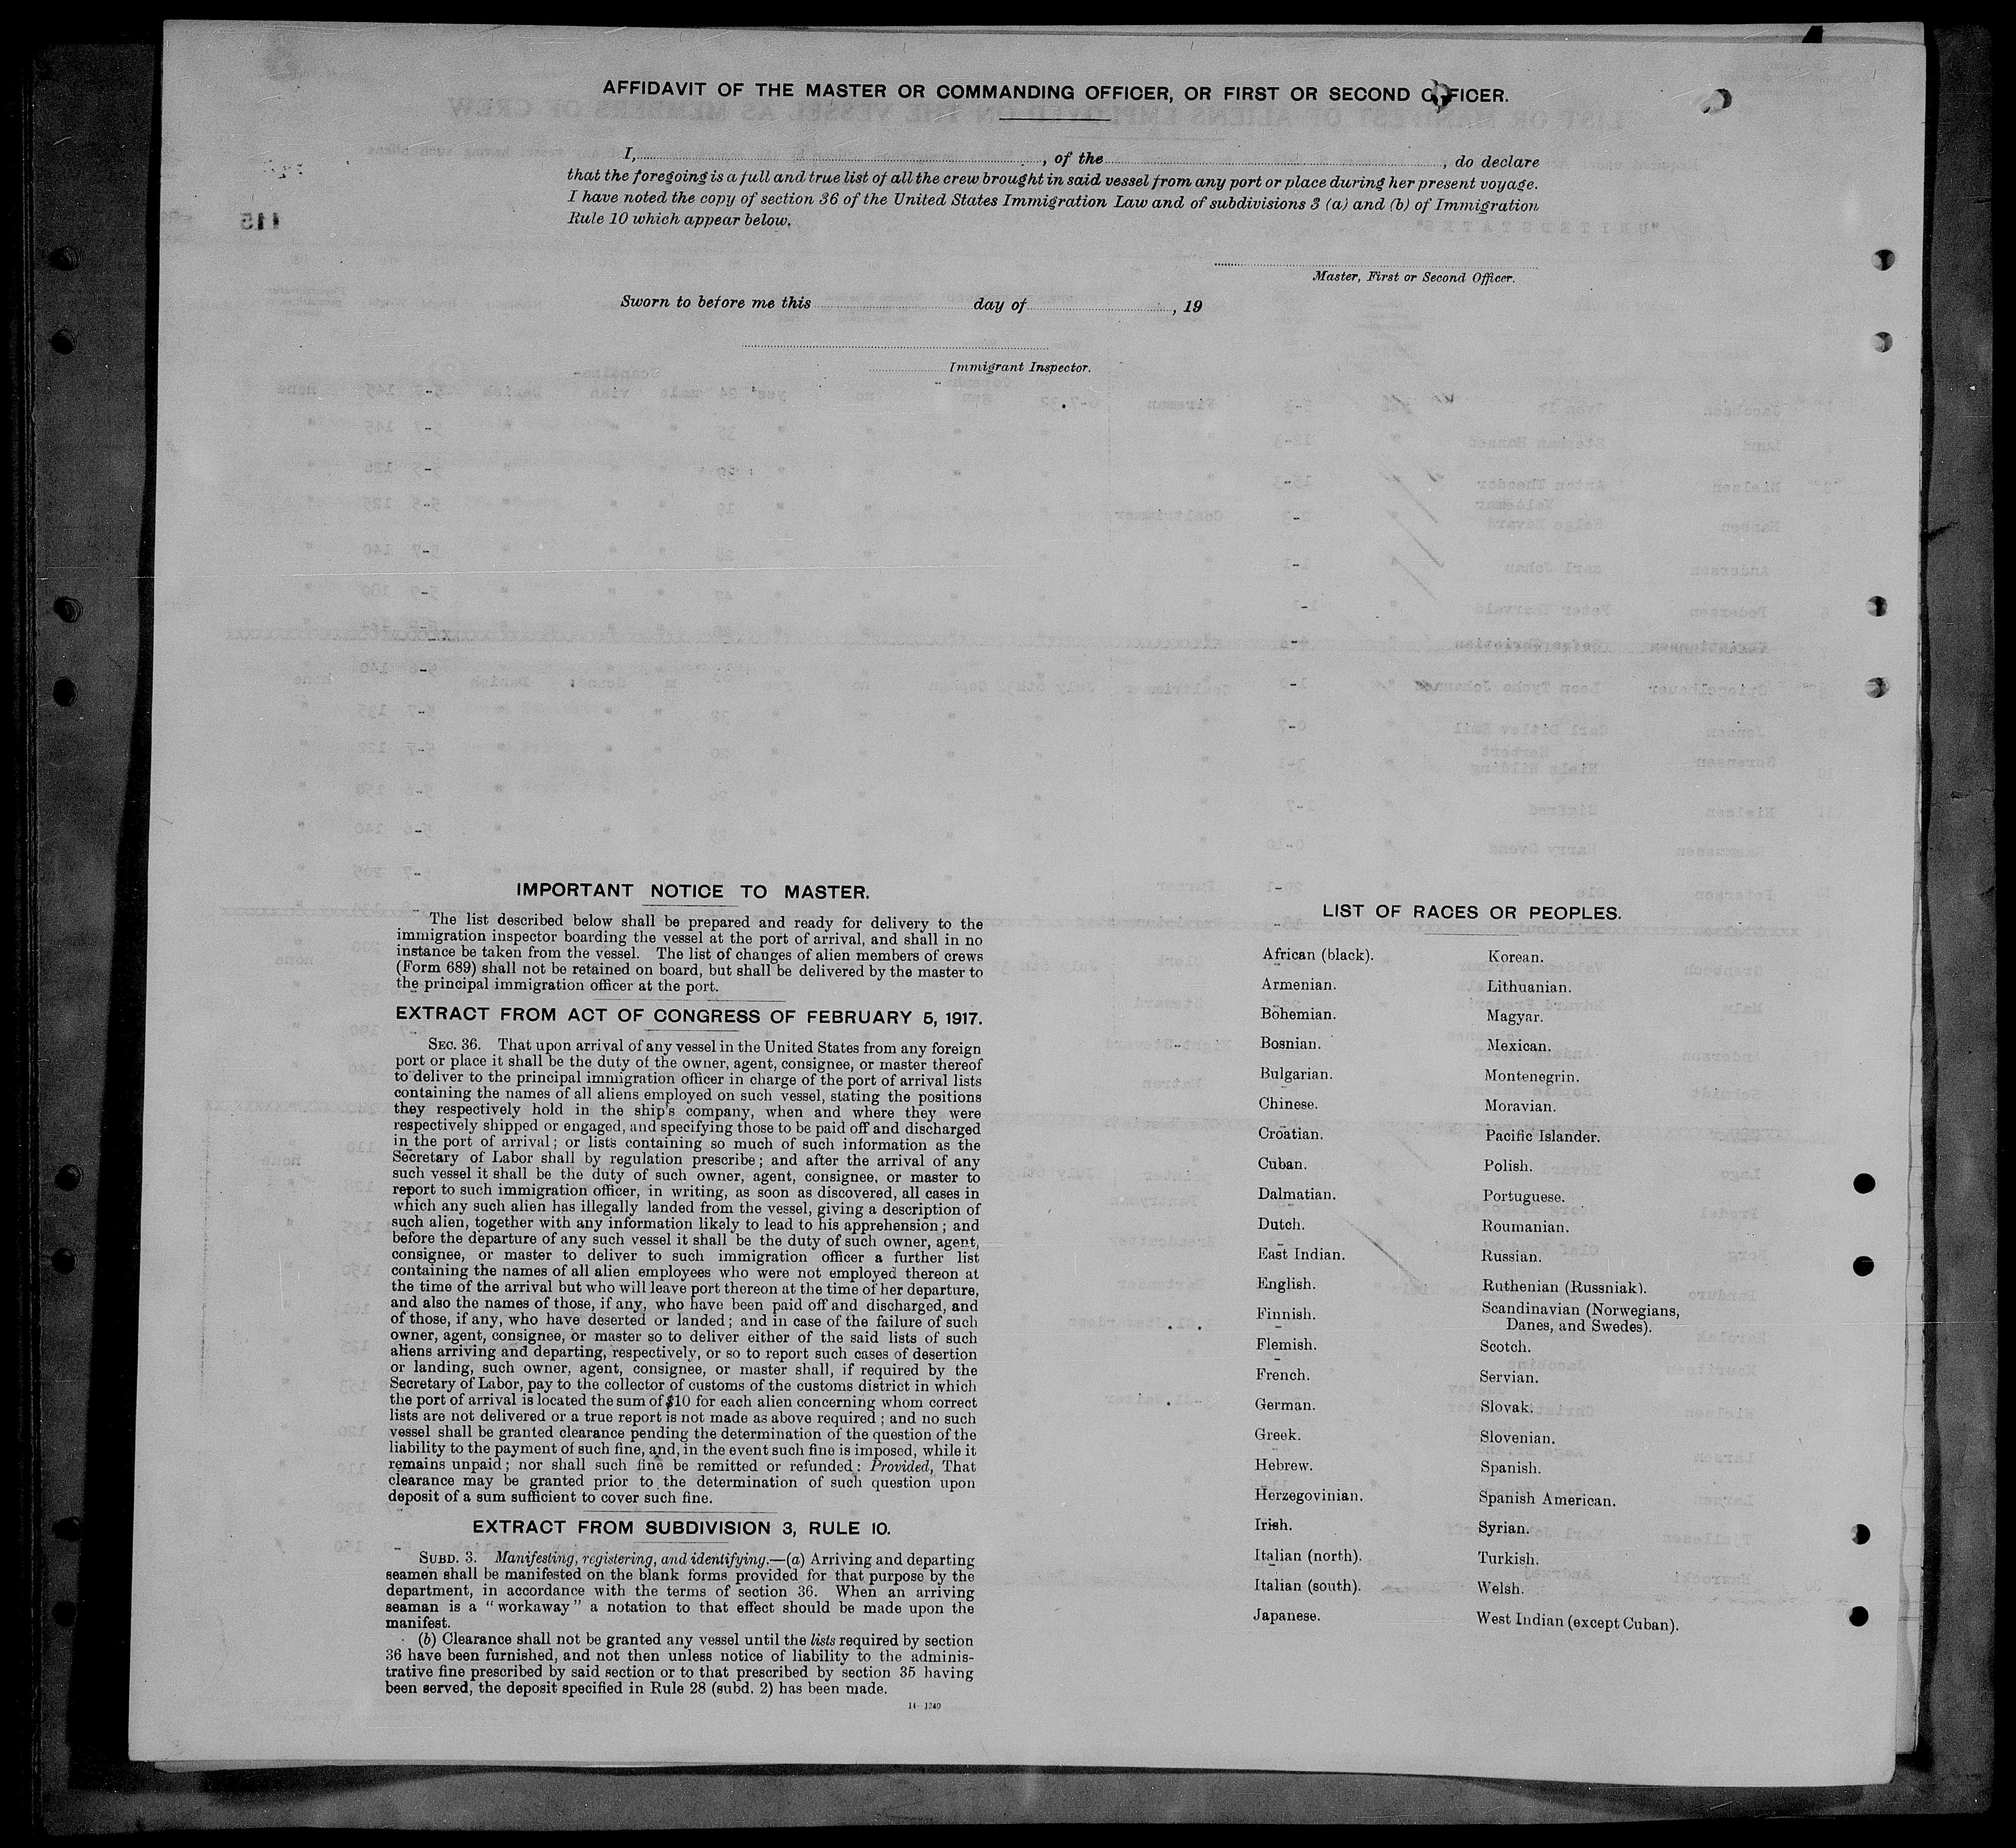 AFFIDAVIT OF THE MASTER OR COMMANDING OFFICER, OR FIRST OR SECOND OFFICER.
I, , of the , do declare
that the foregoing is a full and true list of all the crew brought in said vessel from any port or place during her present voyage.
I have noted the copy of section 36 of the United States Immigration Law and of subdivisions 3 (a) and (b) of Immigration
Rule 10 which appear below.
115
Master, First or Second Officer.
Sworn to before me this day of , 19
Immigrant Inspector.
IMPORTANT NOTICE TO MASTER.
The list described below shall be prepared and ready for delivery to the
immigration inspector boarding the vessel at the port of arrival, and shall in no
instance be taken from the vessel. The list of changes of alien members of crews
(Form 689) shall not be retained on board, but shall be delivered by the master to
the principal immigration officer at the port.
EXTRACT FROM ACT OF CONGRESS OF FEBRUARY 5, 1917.
SEC. 36. That upon arrival of any vessel in the United States from any foreign
port or place it shall be the duty of the owner, agent, consignee, or master thereof
to deliver to the principal immigration officer in charge of the port of arrival lists
containing the names of all aliens employed on such vessel, stating the positions
they respectively hold in the ship's company, when and where they were
respectively shipped or engaged, and specifying those to be paid off and discharged
in the port of arrival; or lists containing so much of such information as the
Secretary of Labor shall by regulation prescribe; and after the arrival of any
such vessel it shall be the duty of such owner, agent, consignee, or master to
report to such immigration officer, in writing, as soon as discovered, all cases in
which any such alien has illegally landed from the vessel, giving a description of
such alien, together with any information likely to lead to his apprehension; and
before the departure of any such vessel it shall be the duty of such owner, agent,
consignee, or master to deliver to such immigration officer a further list
containing the names of all alien employees who were not employed thereon at
the time of the arrival but who will leave port thereon at the time of her departure,
and also the names of those, if any, who have been paid off and discharged, and
of those, if any, who have deserted or landed; and in case of the failure of such
owner, agent, consignee, or master so to deliver either of the said lists of such
aliens arriving and departing, respectively, or so to report such cases of desertion
or landing, such owner, agent, consignee, or master shall, if required by the
Secretary of Labor, pay to the collector of customs of the customs district in which
the port of arrival is located the sum of $10 for each alien concerning whom correct
lists are not delivered or a true report is not made as above required; and no such
vessel shall be granted clearance pending the determination of the question of the
liability to the payment of such fine, and, in the event such fine is imposed, while it
remains unpaid; nor shall such fine be remitted or refunded: Provided, That
clearance may be granted prior to the determination of such question upon
deposit of a sum sufficient to cover such fine.
EXTRACT FROM SUBDIVISION 3, RULE 10.
SUBD. 3. Manifesting, registering, and identifying.—(a) Arriving and departing
seamen shall be manifested on the blank forms provided for that purpose by the
department, in accordance with the terms of section 36. When an arriving
seaman is a "workaway" a notation to that effect should be made upon the
manifest.
(b) Clearance shall not be granted any vessel until the lists required by section
36 have been furnished, and not then unless notice of liability to the adminis-
trative fine prescribed by said section or to that prescribed by section 35 having
been served, the deposit specified in Rule 28 (subd. 2) has been made.
14—1240
LIST OF RACES OR PEOPLES.
African (black).
Armenian.
Bohemian.
Bosnian.
Bulgarian.
Chinese.
Croatian.
Cuban.
Dalmatian.
Dutch.
East Indian.
English.
Finnish.
Flemish.
French.
German.
Greek.
Hebrew.
Herzegovinian.
Irish.
Italian (north).
Italian (south).
Japanese.
Korean.
Lithuanian.
Magyar.
Mexican.
Montenegrin.
Moravian.
Pacific Islander.
Polish.
Portuguese.
Roumanian.
Russian.
Ruthenian (Russniak).
Scandinavian (Norwegians,
Danes, and Swedes).
Scotch.
Servian.
Slovak.
Slovenian.
Spanish.
Spanish American.
Syrian.
Turkish.
Welsh.
West Indian (except Cuban).